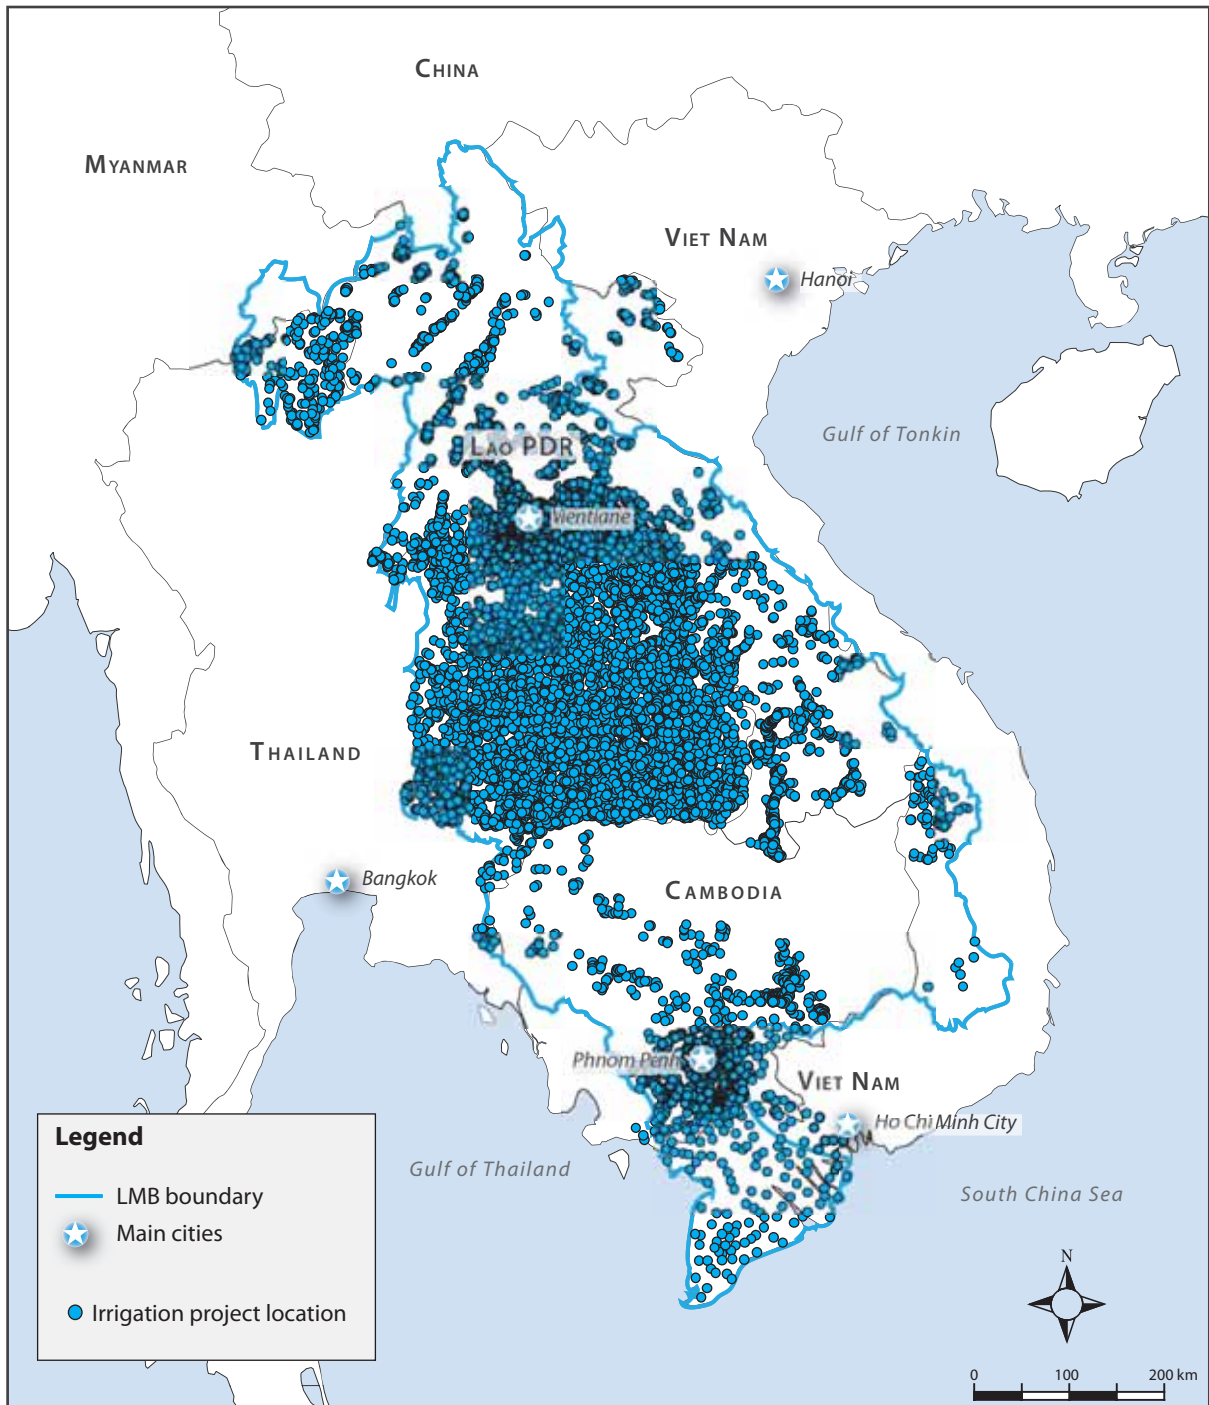 CHINA
MYANMAR
VIET NAM
Hanoi
Gulf of Tonkin
LAO PDR
Vientiane
THAILAND
Bangkok
CAMBODIA
Phnom Penh
VIET NAM
Ho Chi Minh City
Gulf of Thailand
South China Sea
Legend
LMB boundary
Main cities
Irrigation project location
N
0 100 200 km